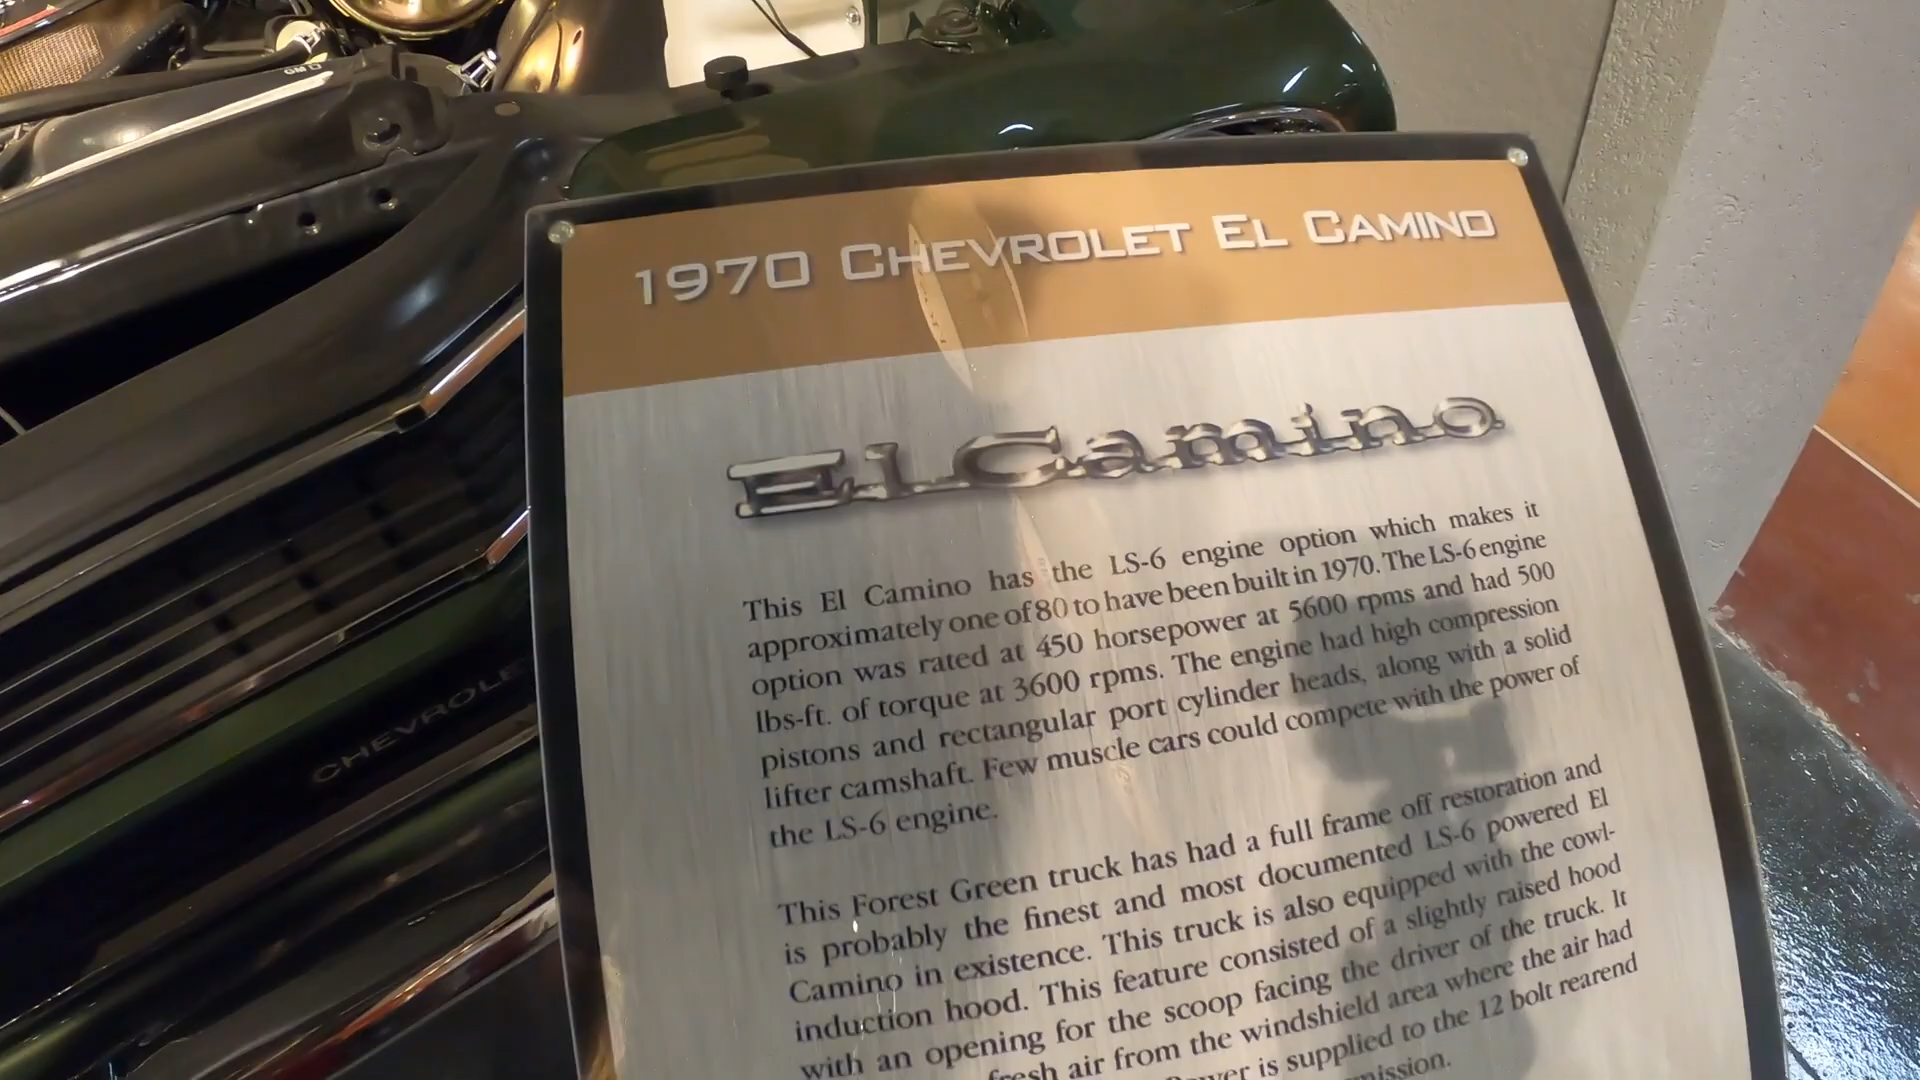 GM
CHEVROLE
1970 CHEVROLET EL CAMINO
El Camino
This El Camino has the LS-6 engine option which makes it
approximately one of 80 to have been built in 1970. The LS-6 engine
option was rated at 450 horsepower at 5600 rpms and had 500
lbs-ft. of torque at 3600 rpms. The engine had high compression
pistons and rectangular port cylinder heads, along with a solid
lifter camshaft. Few muscle cars could compete with the power of
the LS-6 engine.
This Forest Green truck has had a full frame off restoration and
is probably the finest and most documented LS-6 powered El
Camino in existence. This truck is also equipped with the cowl-
induction hood. This feature consisted of a slightly raised hood
with an opening for the scoop facing the driver of the truck. It
fresh air from the windshield area where the air had
Power is supplied to the 12 bolt rearend
mission.